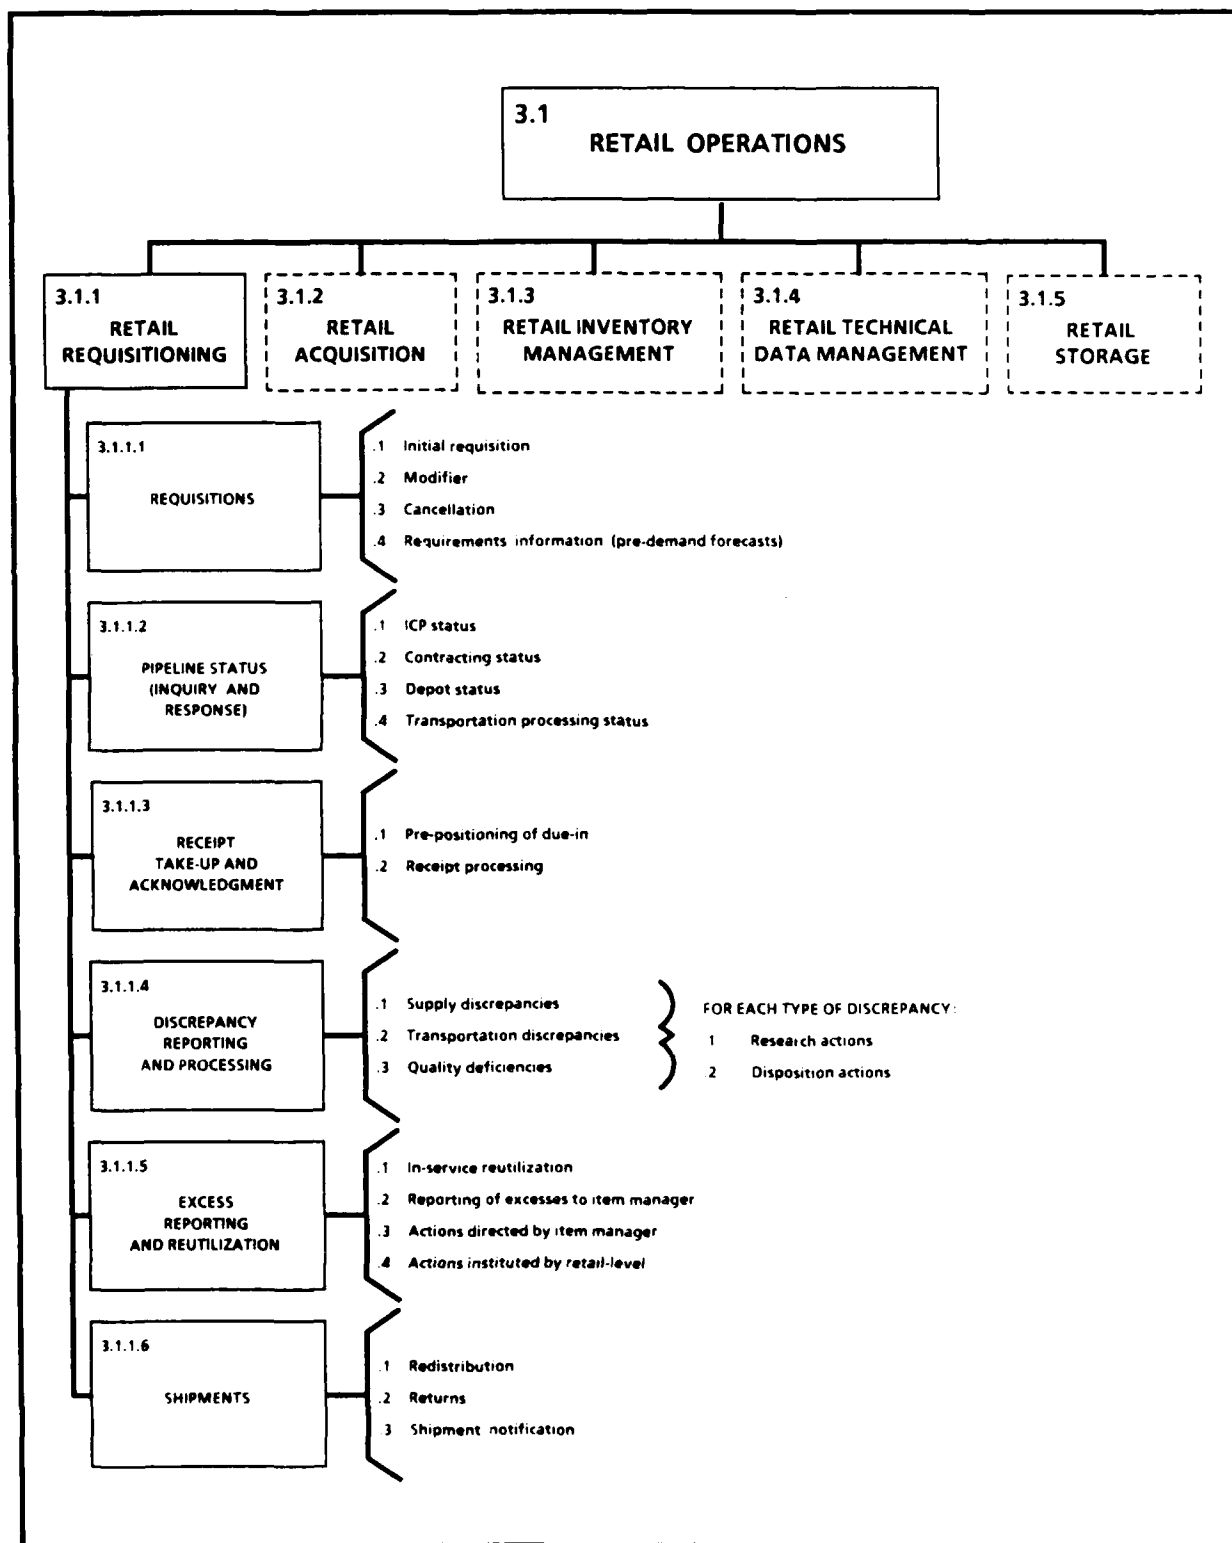 3.1
RETAIL OPERATIONS
3.1.1
RETAIL
REQUISITIONING
3.1.2
RETAIL
ACQUISITION
3.1.3
RETAIL INVENTORY
MANAGEMENT
3.1.4
RETAIL TECHNICAL
DATA MANAGEMENT
3.1.5
RETAIL
STORAGE
3.1.1.1
REQUISITIONS
.1 Initial requisition
.2 Modifier
.3 Cancellation
.4 Requirements information (pre-demand forecasts)
3.1.1.2
PIPELINE STATUS
(INQUIRY AND
RESPONSE)
.1 ICP status
.2 Contracting status
.3 Depot status
.4 Transportation processing status
3.1.1.3
RECEIPT
TAKE-UP AND
ACKNOWLEDGMENT
.1 Pre-positioning of due-in
.2 Receipt processing
3.1.1.4
DISCREPANCY
REPORTING
AND PROCESSING
.1 Supply discrepancies
.2 Transportation discrepancies
.3 Quality deficiencies
FOR EACH TYPE OF DISCREPANCY:
1 Research actions
2 Disposition actions
3.1.1.5
EXCESS
REPORTING
AND REUTILIZATION
.1 In-service reutilization
.2 Reporting of excesses to item manager
.3 Actions directed by item manager
.4 Actions instituted by retail-level
3.1.1.6
SHIPMENTS
.1 Redistribution
.2 Returns
.3 Shipment notification